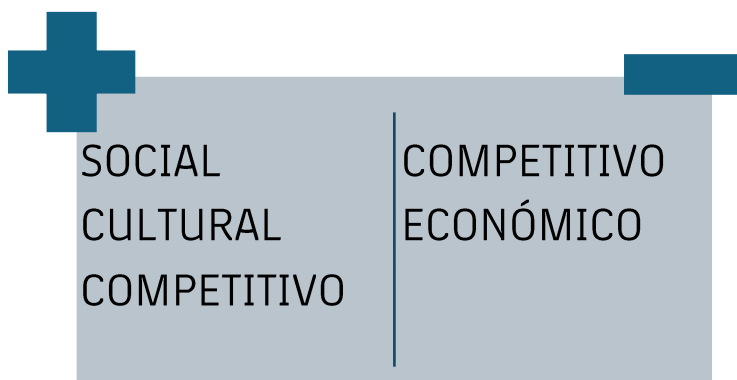 SOCIAL
CULTURAL
COMPETITIVO
COMPETITIVO
ECONÓMICO